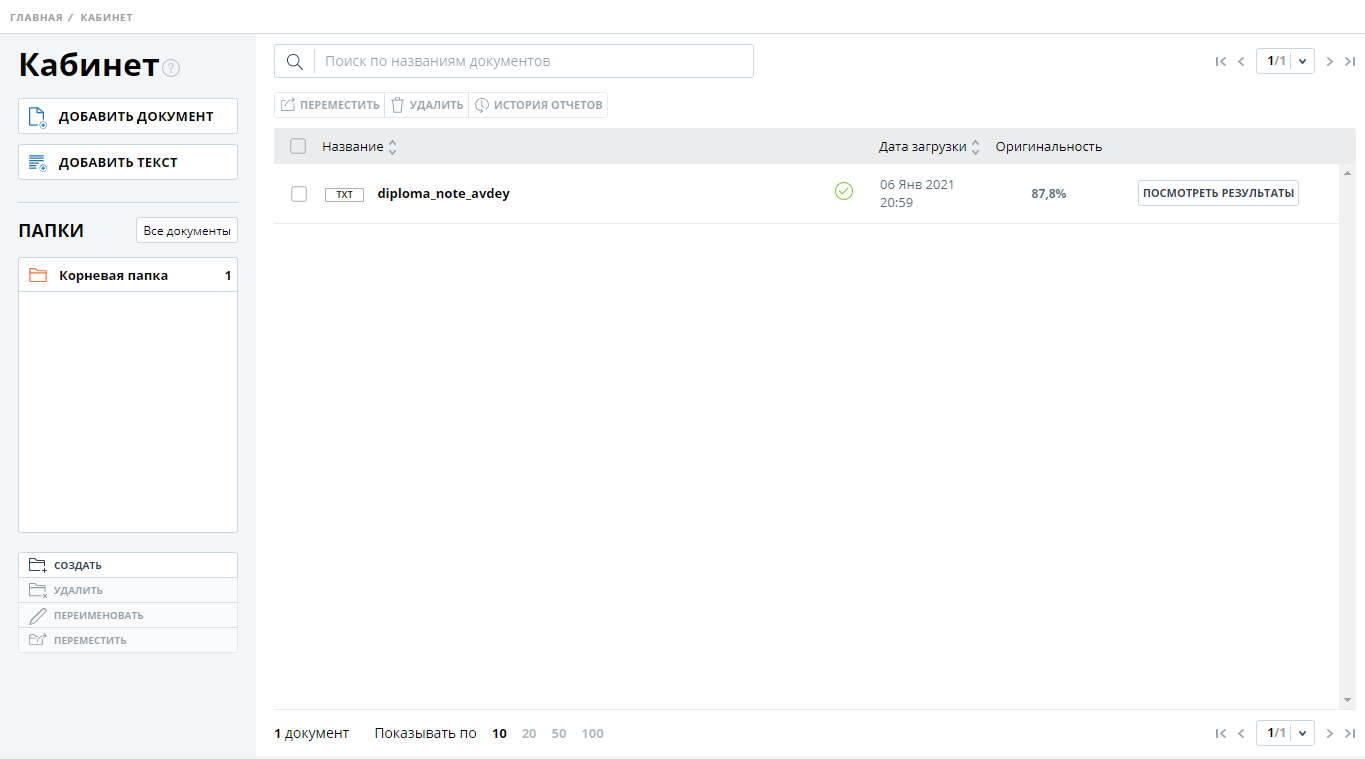 ГЛАВНАЯ / КАБИНЕТ
Кабинет ?
ДОБАВИТЬ ДОКУМЕНТ
ДОБАВИТЬ ТЕКСТ
ПАПКИ Все документы
Корневая папка 1
СОЗДАТЬ
УДАЛИТЬ
ПЕРЕИМЕНОВАТЬ
ПЕРЕМЕСТИТЬ
Поиск по названиям документов
1/1
ПЕРЕМЕСТИТЬ УДАЛИТЬ ИСТОРИЯ ОТЧЕТОВ
Название Дата загрузки Оригинальность
TXT diploma_note_avdey 06 Янв 2021 20:59 87,8% ПОСМОТРЕТЬ РЕЗУЛЬТАТЫ
1 документ Показывать по 10 20 50 100
1/1